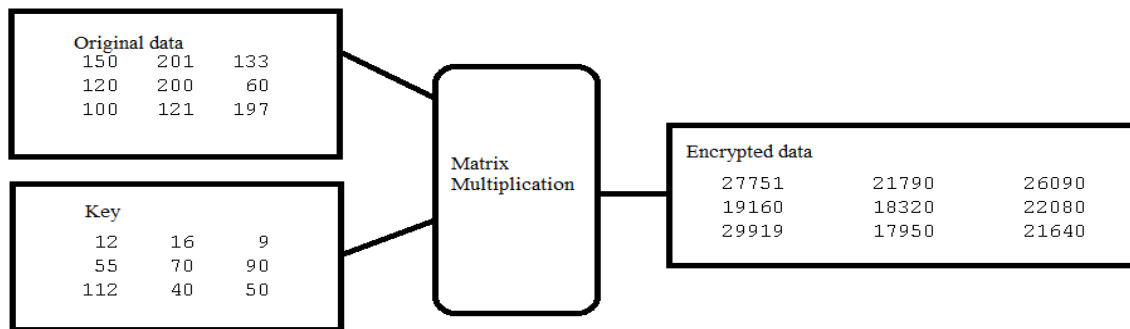 Original data
150 201 133
120 200 60
100 121 197
Key
12 16 9
55 70 90
112 40 50
Matrix
Multiplication
Encrypted data
27751 21790 26090
19160 18320 22080
29919 17950 21640